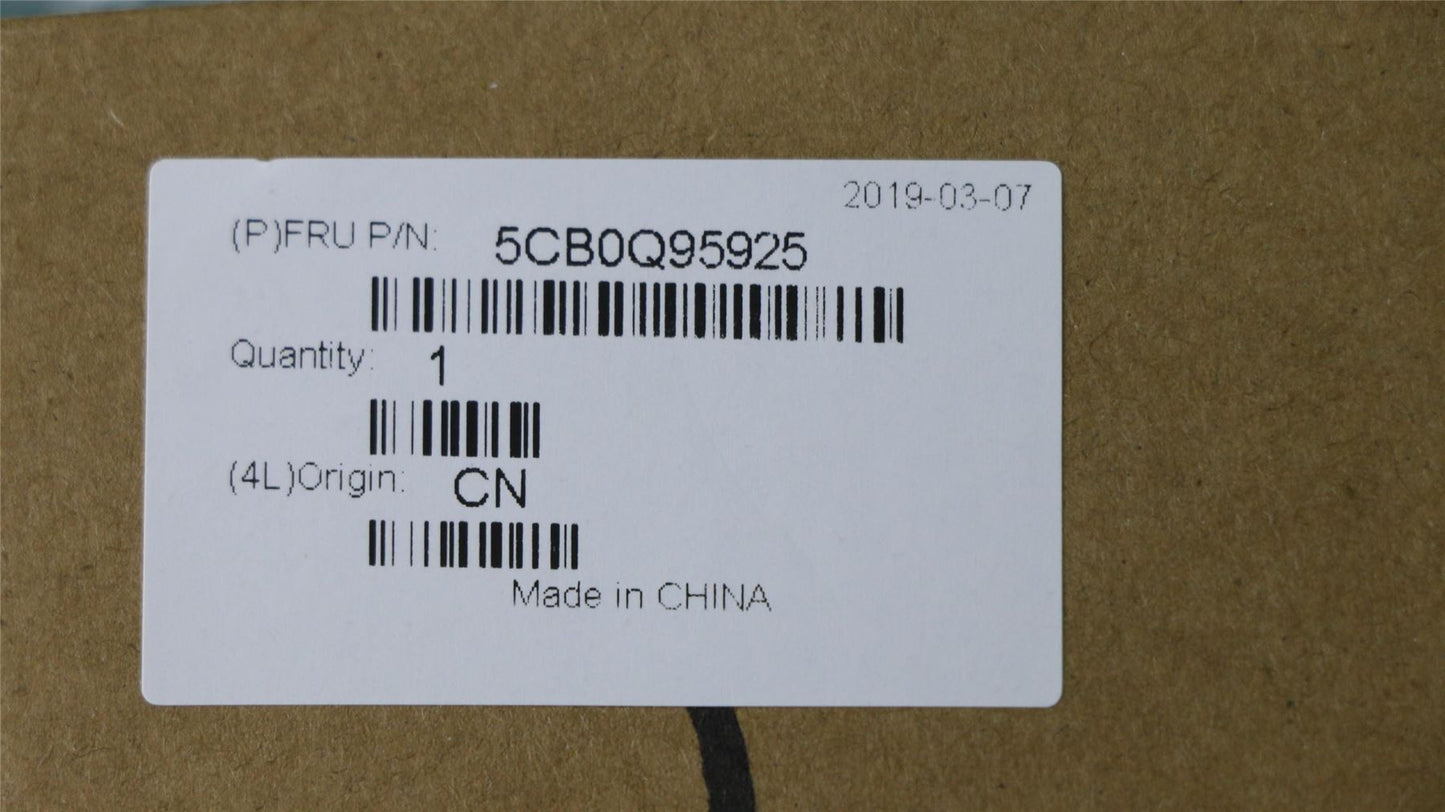 2019-03-07
(P)FRU P/N: 5CB0Q95925
Quantity: 1
(4L)Origin: CN
Made in CHINA